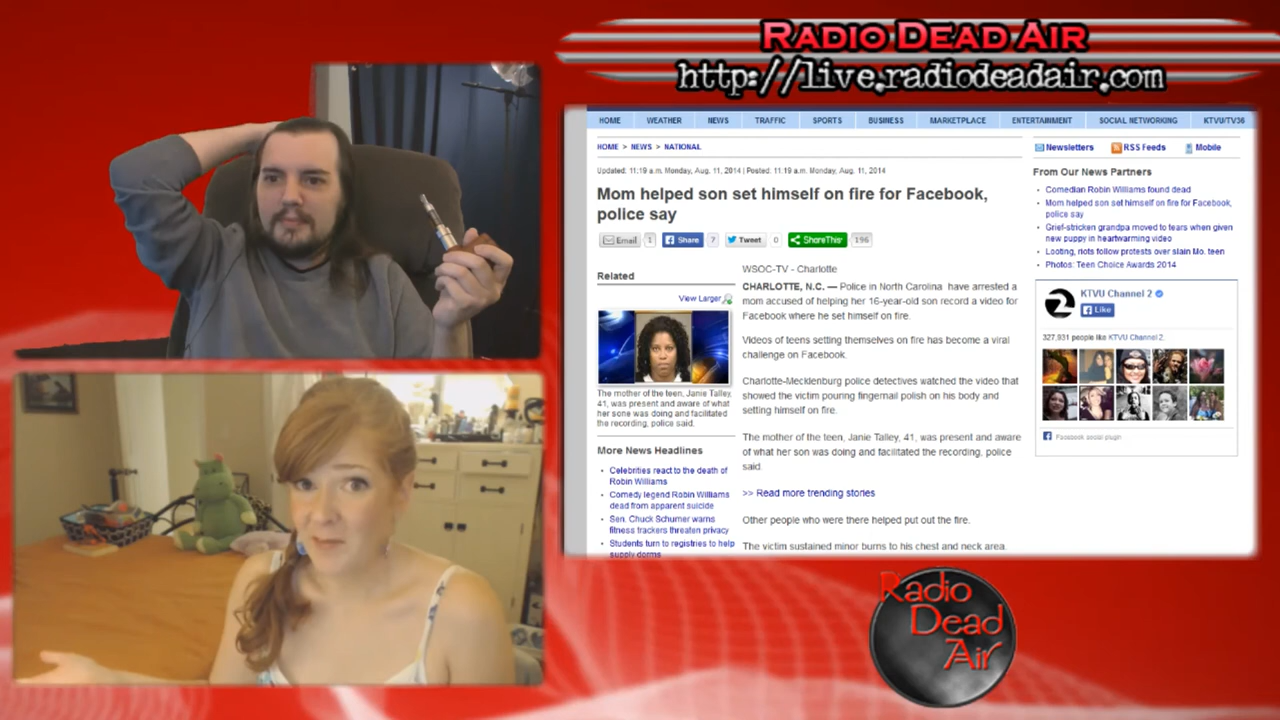 RADIO DEAD AIR
http://live.radiodeadair.com
HOME WEATHER NEWS TRAFFIC SPORTS BUSINESS MARKETPLACE ENTERTAINMENT SOCIAL NETWORKING KTVU/TV36
HOME > NEWS > NATIONAL
Updated: 11:19 a.m. Monday, Aug. 11, 2014 | Posted: 11:19 a.m. Monday, Aug. 11, 2014
Mom helped son set himself on fire for Facebook,
police say
Email 1 Share 7 Tweet 0 ShareThis 196
Related
View Larger
The mother of the teen, Janie Talley,
41, was present and aware of what
her sone was doing and facilitated
the recording, police said.
More News Headlines
Celebrities react to the death of
Robin Williams
Comedy legend Robin Williams
dead from apparent suicide
Sen. Chuck Schumer warns
fitness trackers threaten privacy
Students turn to registries to help
supply dorms
WSOC-TV - Charlotte
CHARLOTTE, N.C. — Police in North Carolina have arrested a
mom accused of helping her 16-year-old son record a video for
Facebook where he set himself on fire.
Videos of teens setting themselves on fire has become a viral
challenge on Facebook.
Charlotte-Mecklenburg police detectives watched the video that
showed the victim pouring fingernail polish on his body and
setting himself on fire.
The mother of the teen, Janie Talley, 41, was present and aware
of what her son was doing and facilitated the recording, police
said.
>> Read more trending stories
Other people who were there helped put out the fire.
The victim sustained minor burns to his chest and neck area.
Newsletters RSS Feeds Mobile
From Our News Partners
Comedian Robin Williams found dead
Mom helped son set himself on fire for Facebook,
police say
Grief-stricken grandpa moved to tears when given
new puppy in heartwarming video
Looting, riots follow protests over slain Mo. teen
Photos: Teen Choice Awards 2014
2
KTVU Channel 2
Like
327,931 people like KTVU Channel 2.
Facebook social plugin
Radio
Dead
Air